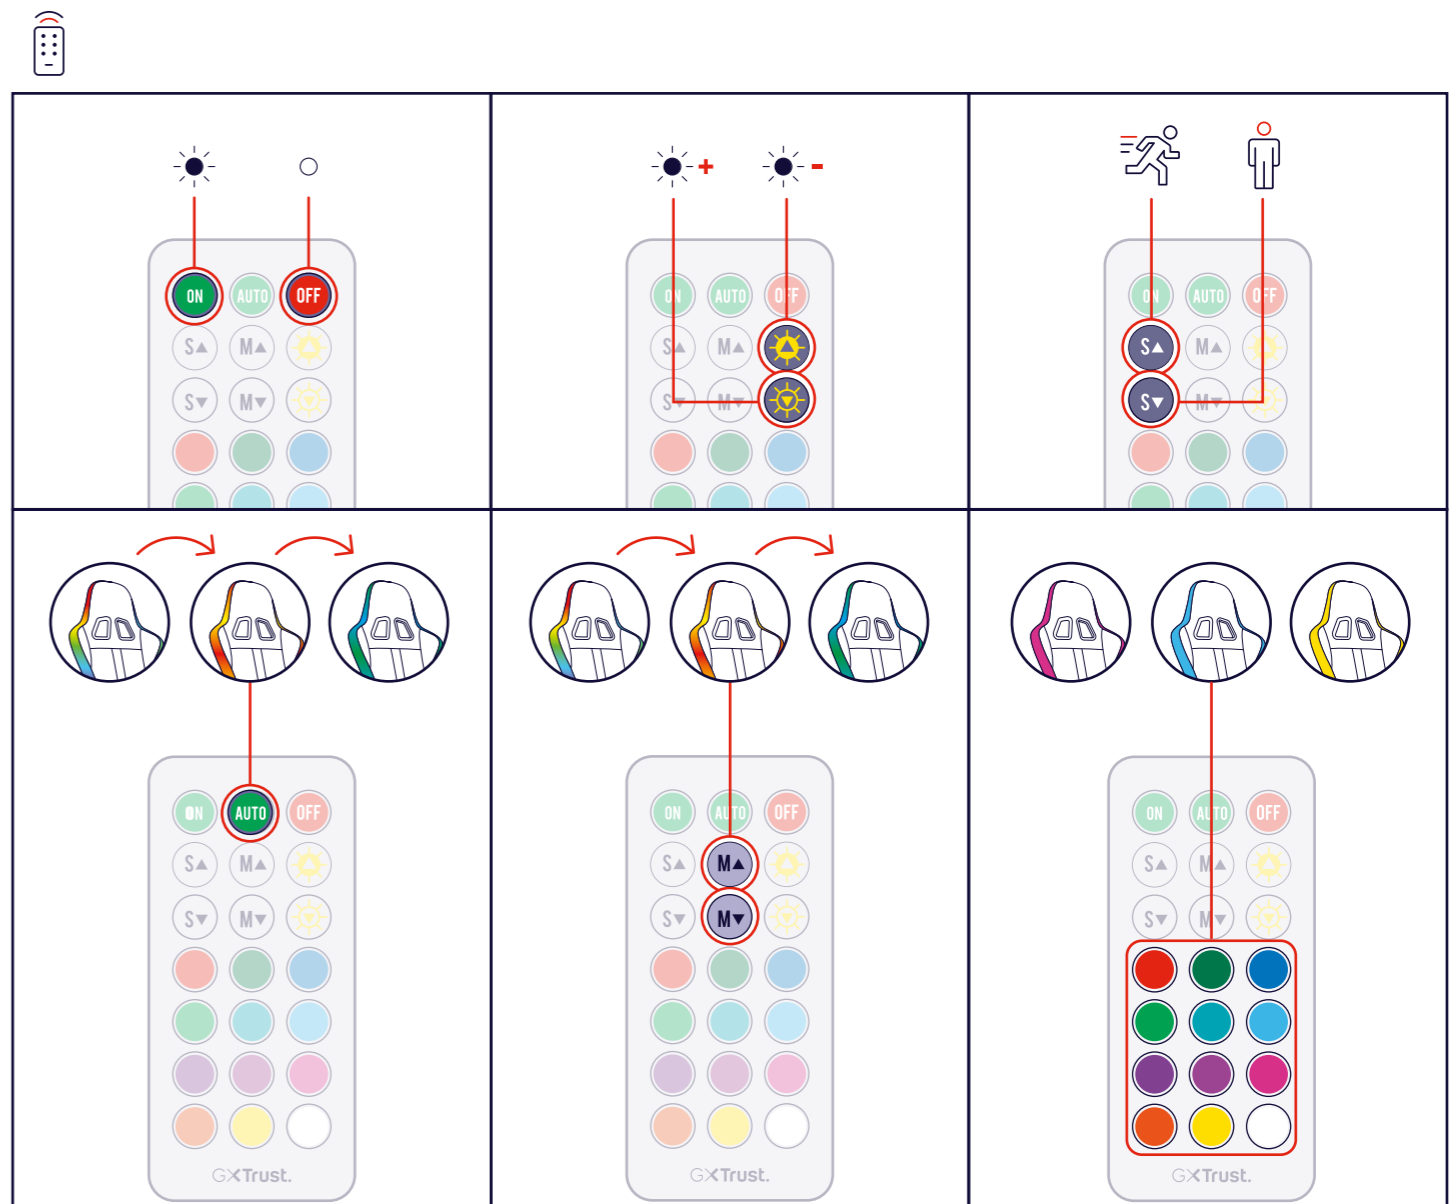 + -
ON AUTO OFF
S▲ M▲
S▼ M▼
ON AUTO OFF
S▲ M▲
S▼ M▼
ON AUTO OFF
S▲ M▲
S▼ M▼
ON AUTO OFF
S▲ M▲
S▼ M▼
GXTrust.
ON AUTO OFF
S▲ M▲
S▼ M▼
GXTrust.
ON AUTO OFF
S▲ M▲
S▼ M▼
GXTrust.